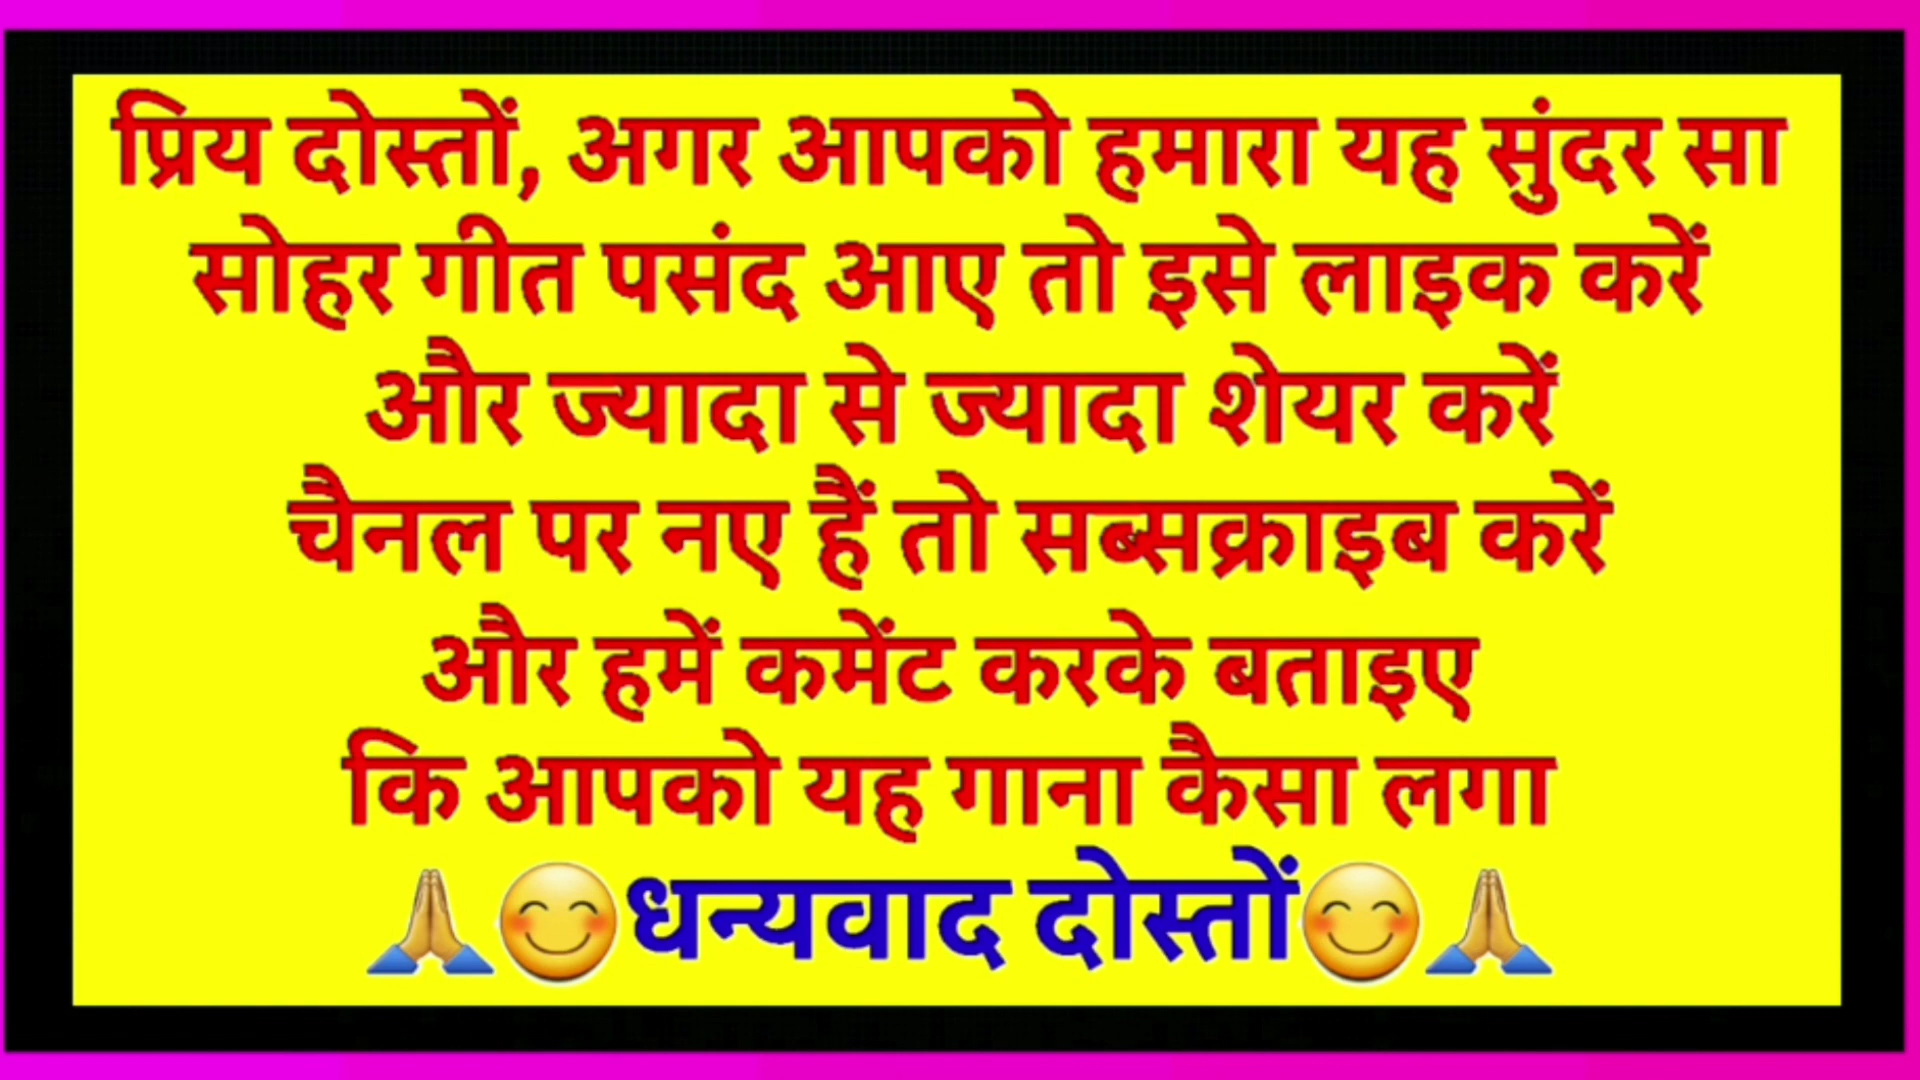 प्रिय दोस्तों, अगर आपको हमारा यह सुंदर सा
सोहर गीत पसंद आए तो इसे लाइक करें
और ज्यादा से ज्यादा शेयर करें
चैनल पर नए हैं तो सब्सक्राइब करें
और हमें कमेंट करके बताइए
कि आपको यह गाना कैसा लगा
🙏😊धन्यवाद दोस्तों😊🙏